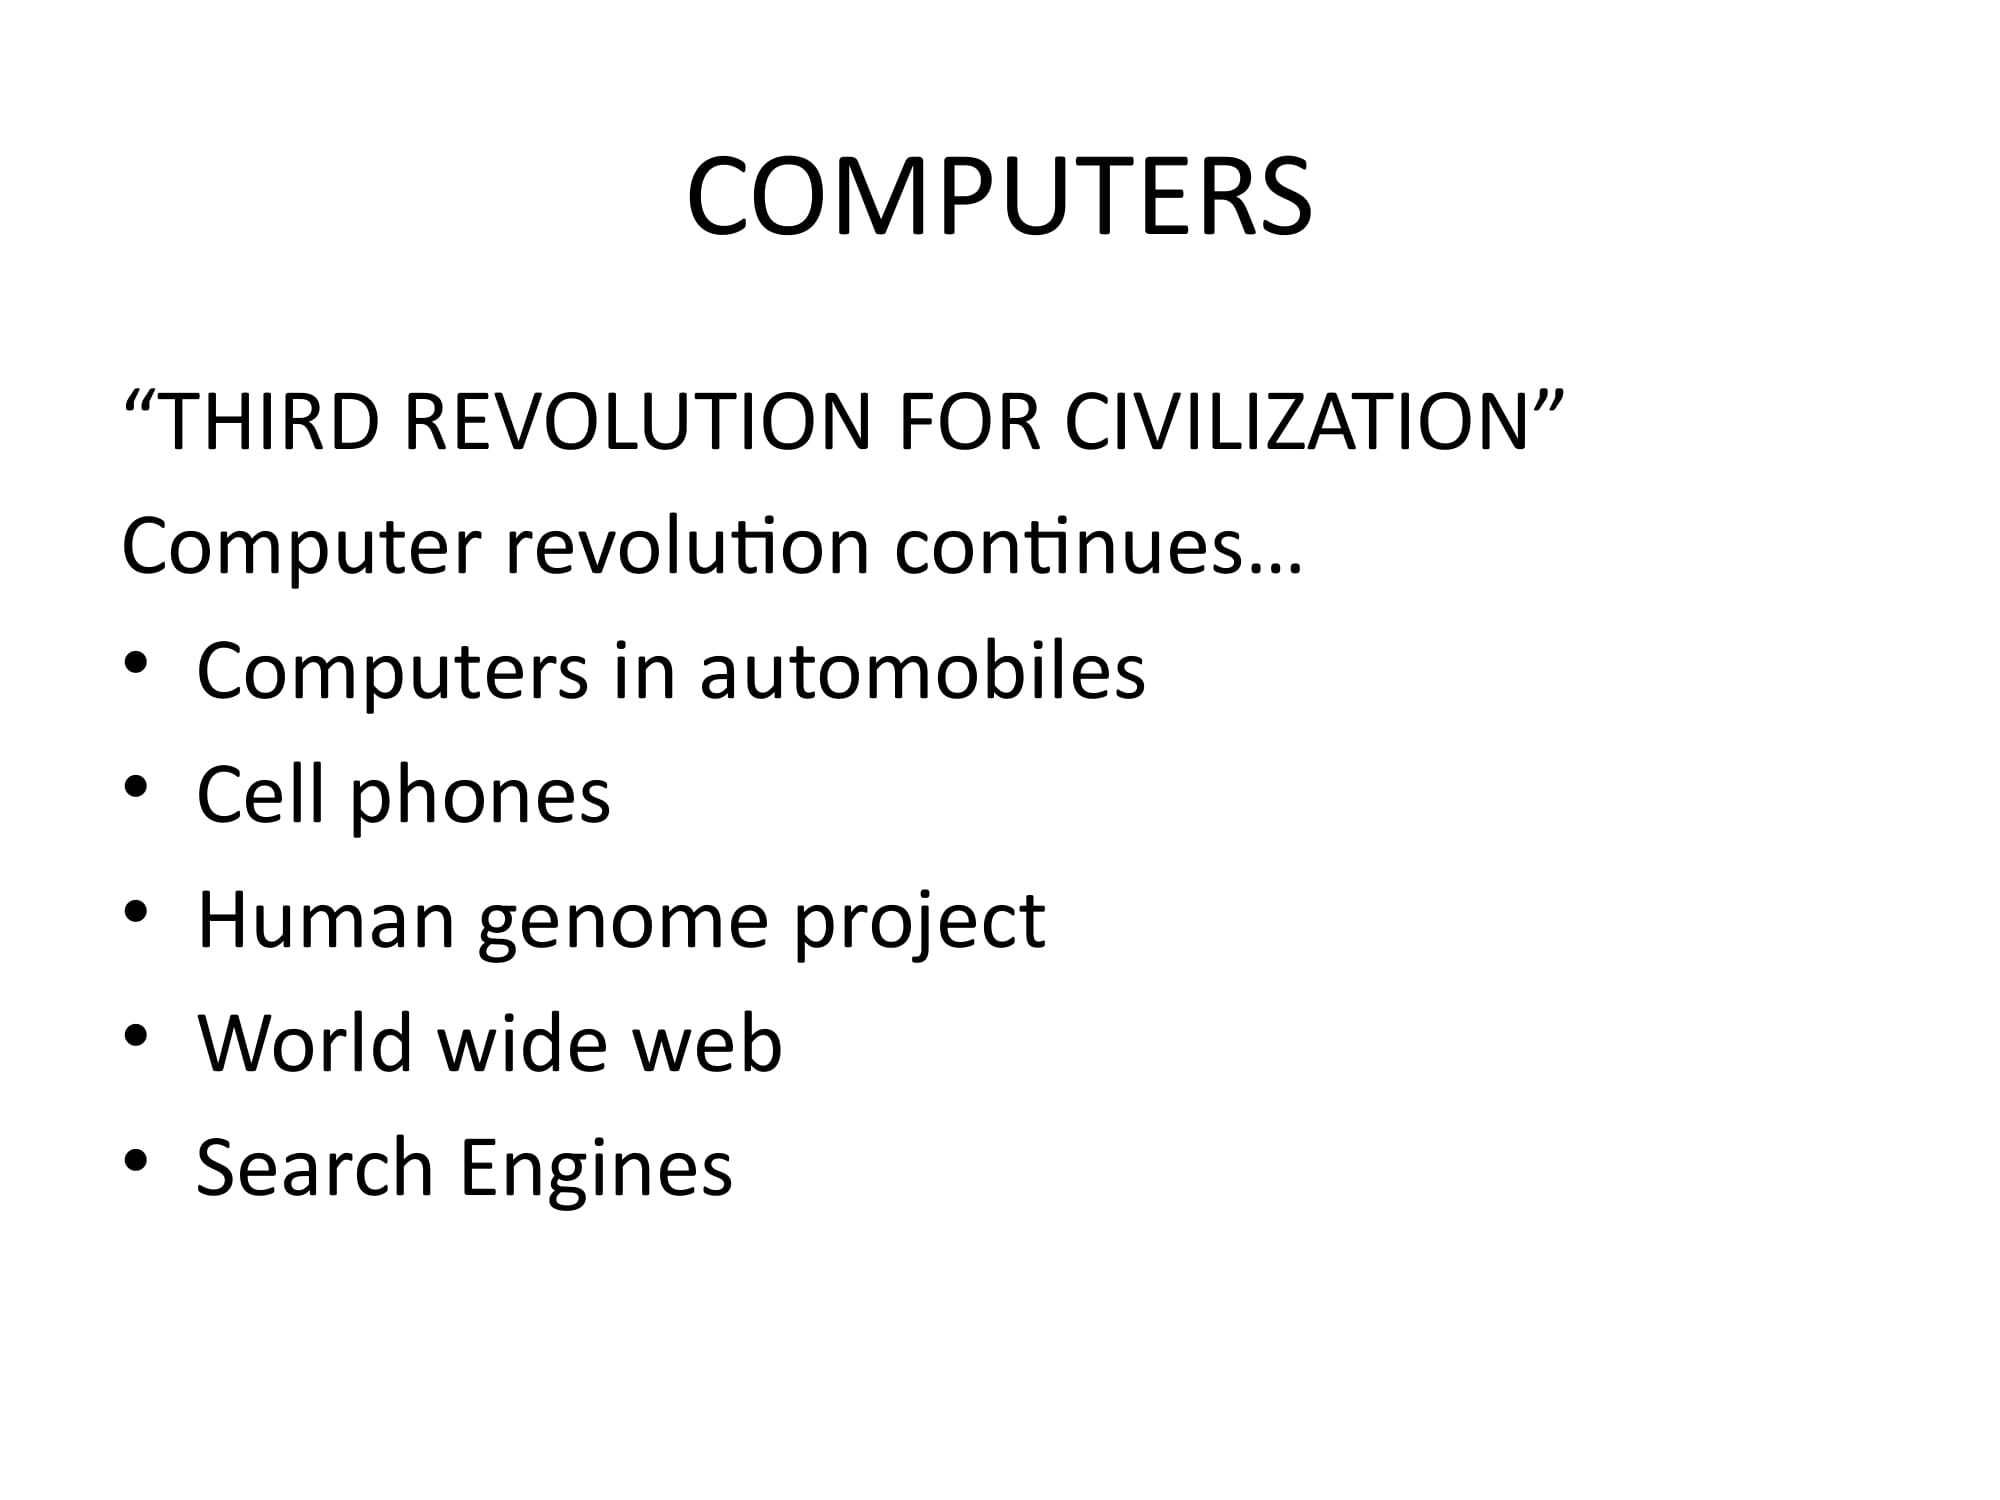 COMPUTERS
“THIRD REVOLUTION FOR CIVILIZATION”
Computer revolution continues…
• Computers in automobiles
• Cell phones
• Human genome project
• World wide web
• Search Engines